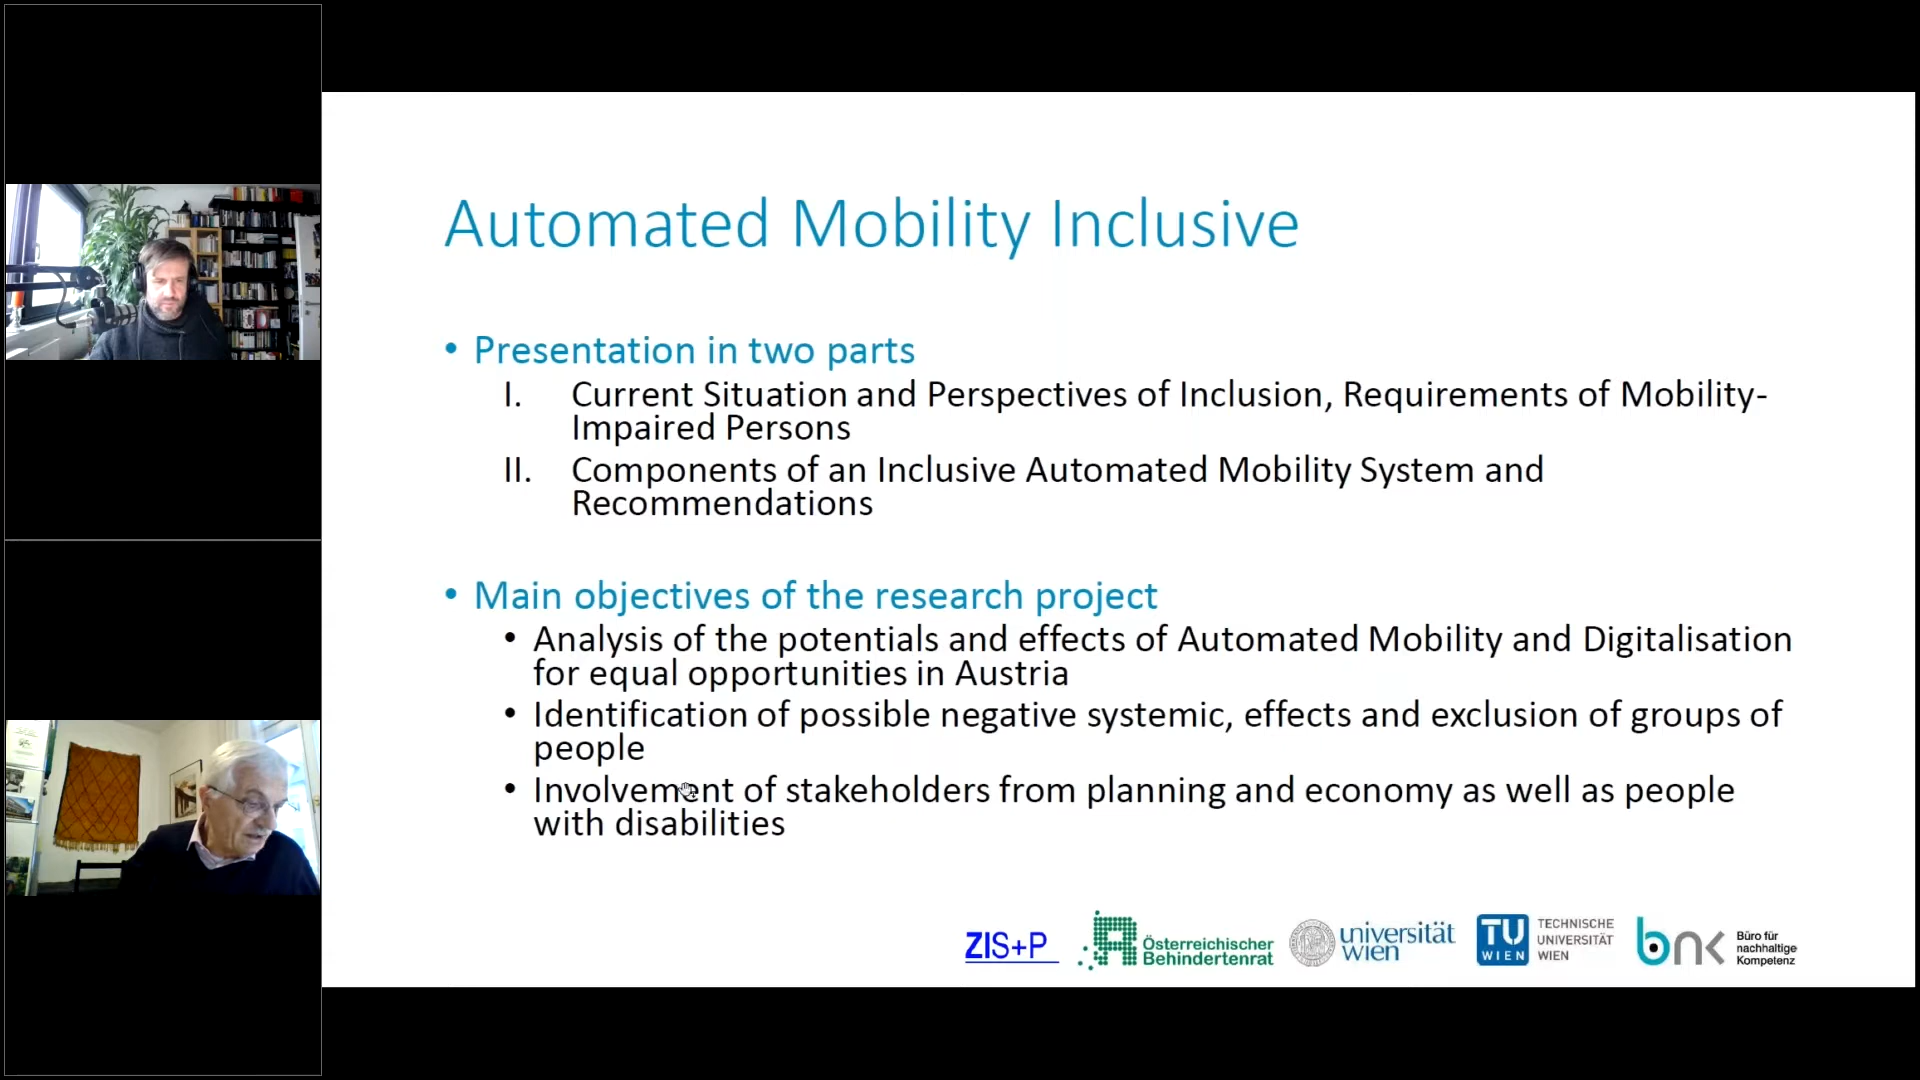 Automated Mobility Inclusive
• Presentation in two parts
I. Current Situation and Perspectives of Inclusion, Requirements of Mobility-
Impaired Persons
II. Components of an Inclusive Automated Mobility System and
Recommendations
• Main objectives of the research project
• Analysis of the potentials and effects of Automated Mobility and Digitalisation
for equal opportunities in Austria
• Identification of possible negative systemic, effects and exclusion of groups of
people
• Involvement of stakeholders from planning and economy as well as people
with disabilities
ZIS+P
Österreichischer
Behindertenrat
universität
wien
TU
WIEN
TECHNISCHE
UNIVERSITÄT
WIEN
bnk
Büro für
nachhaltige
Kompetenz